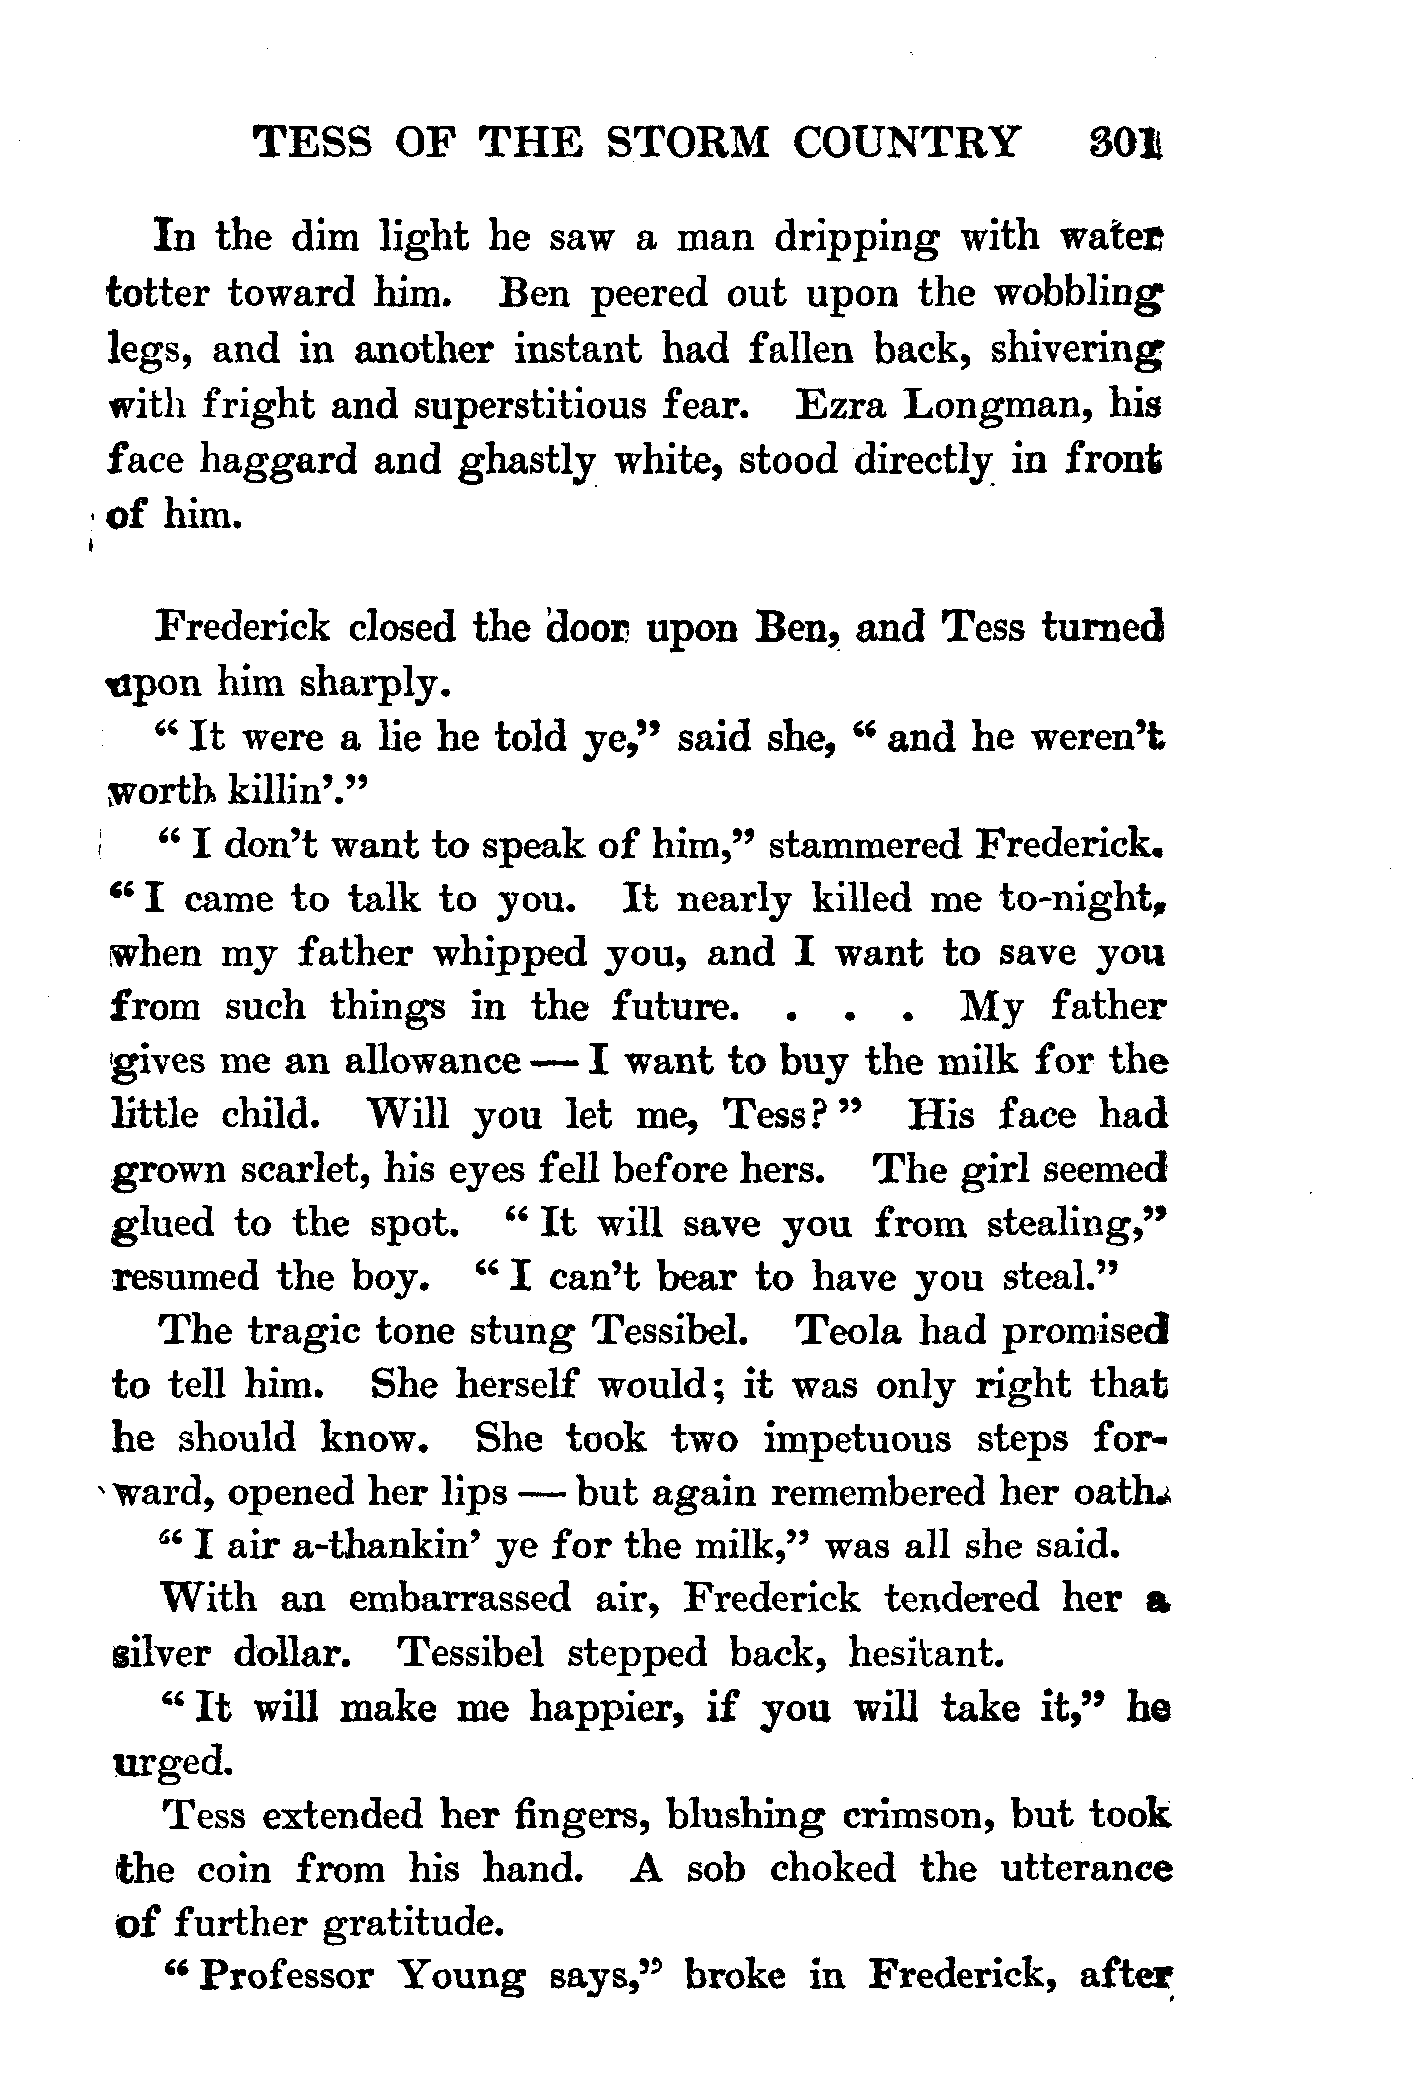 TESS OF THE STORM COUNTRY 301
In the dim light he saw a man dripping with water
totter toward him. Ben peered out upon the wobbling
legs, and in another instant had fallen back, shivering
with fright and superstitious fear. Ezra Longman, his
face haggard and ghastly white, stood directly in front
of him.
Frederick closed the door upon Ben, and Tess turned
upon him sharply.
“ It were a lie he told ye,” said she, “ and he weren’t
worth killin’.”
“ I don’t want to speak of him,” stammered Frederick.
“ I came to talk to you. It nearly killed me to-night,
when my father whipped you, and I want to save you
from such things in the future. . . . My father
gives me an allowance — I want to buy the milk for the
little child. Will you let me, Tess? ” His face had
grown scarlet, his eyes fell before hers. The girl seemed
glued to the spot. “ It will save you from stealing,”
resumed the boy. “ I can’t bear to have you steal.”
The tragic tone stung Tessibel. Teola had promised
to tell him. She herself would; it was only right that
he should know. She took two impetuous steps for-
ward, opened her lips — but again remembered her oath.
“ I air a-thankin’ ye for the milk,” was all she said.
With an embarrassed air, Frederick tendered her a
silver dollar. Tessibel stepped back, hesitant.
“ It will make me happier, if you will take it,” he
urged.
Tess extended her fingers, blushing crimson, but took
the coin from his hand. A sob choked the utterance
of further gratitude.
“ Professor Young says,” broke in Frederick, after